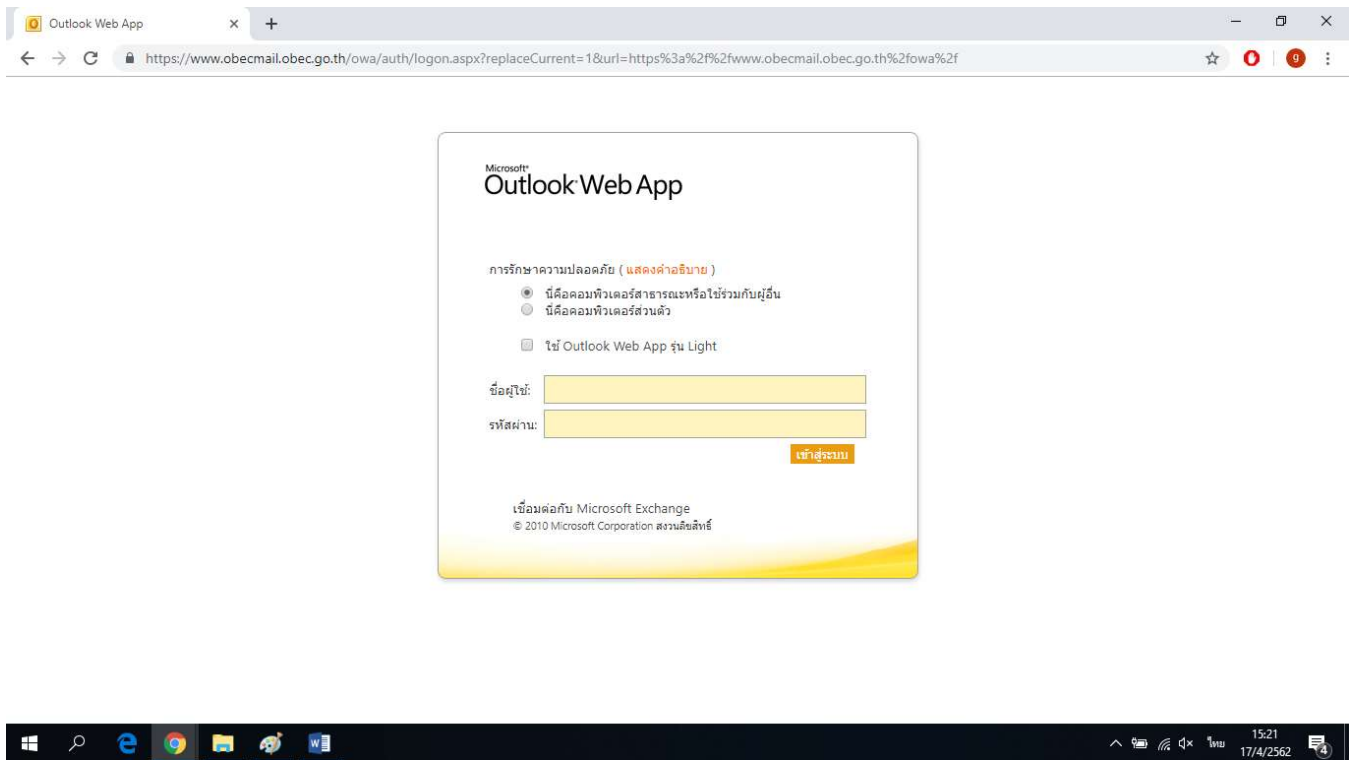 Outlook Web App
https://www.obecmail.obec.go.th/owa/auth/logon.aspx?replaceCurrent=1&url=https%3a%2f%2fwww.obecmail.obec.go.th%2fowa%2f
9
Microsoft®
Outlook Web App
การรักษาความปลอดภัย ( แสดงคำอธิบาย )
นี่คือคอมพิวเตอร์สาธารณะหรือใช้ร่วมกับผู้อื่น
นี่คือคอมพิวเตอร์ส่วนตัว
ใช้ Outlook Web App รุ่น Light
ชื่อผู้ใช้:
รหัสผ่าน:
เข้าสู่ระบบ
เชื่อมต่อกับ Microsoft Exchange
© 2010 Microsoft Corporation สงวนลิขสิทธิ์
ไทย
15:21
17/4/2562
4